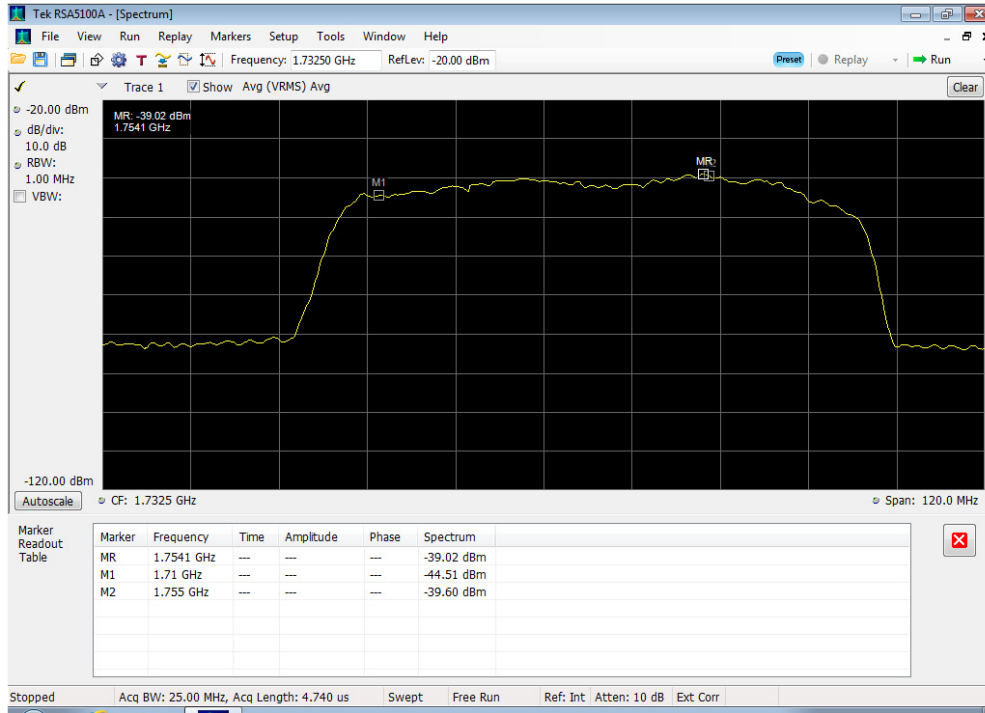 Tek RSA5100A - [Spectrum]
File View Run Replay Markers Setup Tools Window Help
Frequency: 1.73250 GHz RefLev: -20.00 dBm Preset Replay Run
Trace 1 Show Avg (VRMS) Avg Clear
-20.00 dBm
dB/div:
10.0 dB
RBW:
1.00 MHz
VBW:
MR: -39.02 dBm
1.7541 GHz
M1
MR
-120.00 dBm
Autoscale CF: 1.7325 GHz Span: 120.0 MHz
Marker
Readout
Table
Marker Frequency Time Amplitude Phase Spectrum
MR 1.7541 GHz --- --- --- -39.02 dBm
M1 1.71 GHz --- --- --- -44.51 dBm
M2 1.755 GHz --- --- --- -39.60 dBm
Stopped Acq BW: 25.00 MHz, Acq Length: 4.740 us Swept Free Run Ref: Int Atten: 10 dB Ext Corr